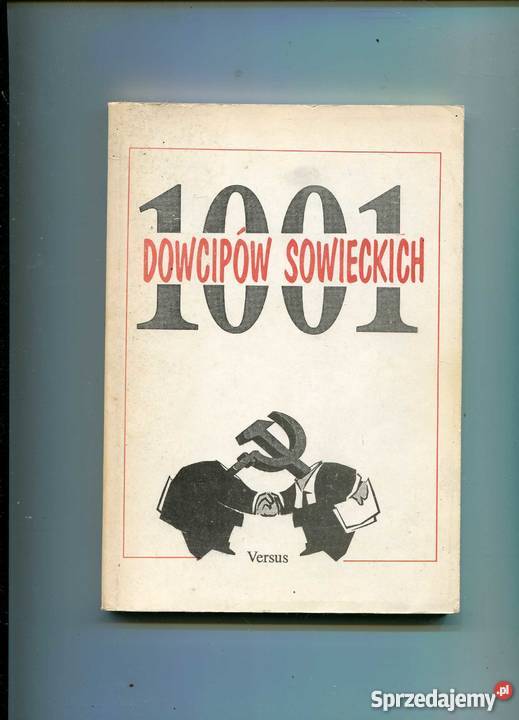 1001
DOWCIPÓW SOWIECKICH
Versus
Sprzedajemy.pl